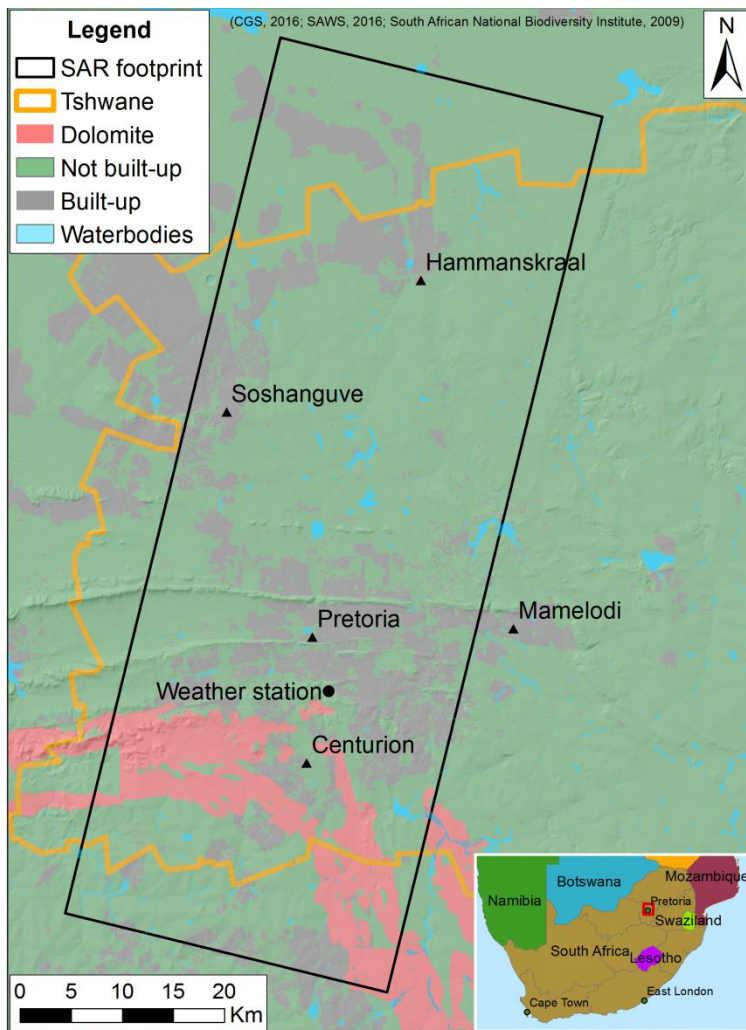 (CGS, 2016; SAWS, 2016; South African National Biodiversity Institute, 2009)
Legend
SAR footprint
Tshwane
Dolomite
Not built-up
Built-up
Waterbodies
N
Hammanskraal
Soshanguve
Pretoria
Mamelodi
Weather station
Centurion
0 5 10 15 20
Km
Namibia
Botswana
Mozambique
Pretoria
Swaziland
South Africa
Lesotho
Cape Town
East London